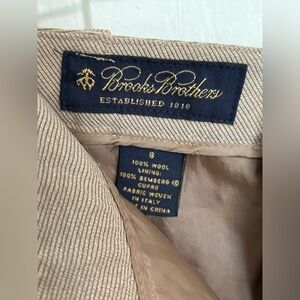 Brooks Brothers
ESTABLISHED 1818
8
100% WOOL
LINING:
100% BEMBERG ®
CUPRO
FABRIC WOVEN
IN ITALY
IN CHINA